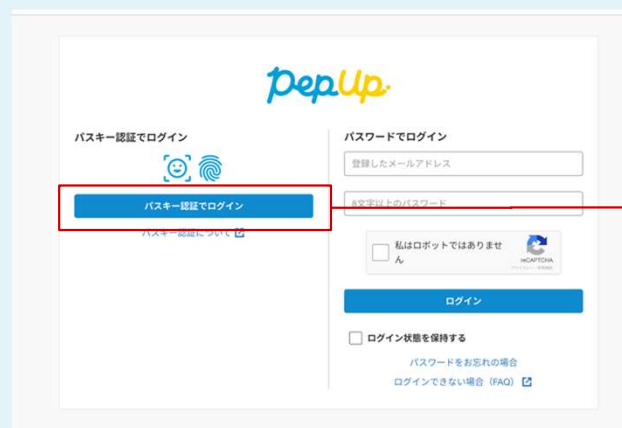 PepUp
パスキー認証でログイン
パスキー認証でログイン
パスキー認証について
パスワードでログイン
登録したメールアドレス
8文字以上のパスワード
私はロボットではありませ
ん
reCAPTCHA
ログイン
ログイン状態を保持する
パスワードをお忘れの場合
ログインできない場合（FAQ）